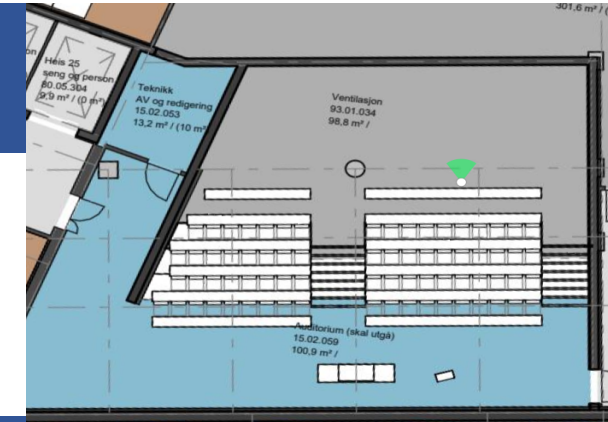 301,6 m² / (
Heis 25
seng og person
80.05.304
9,9 m² / (0 m²)
Teknikk
AV og redigering
15.02.053
13,2 m² / (10 m²
Ventilasjon
93.01.034
98,8 m² /
Auditorium (skal utgå)
15.02.059
100,9 m² /